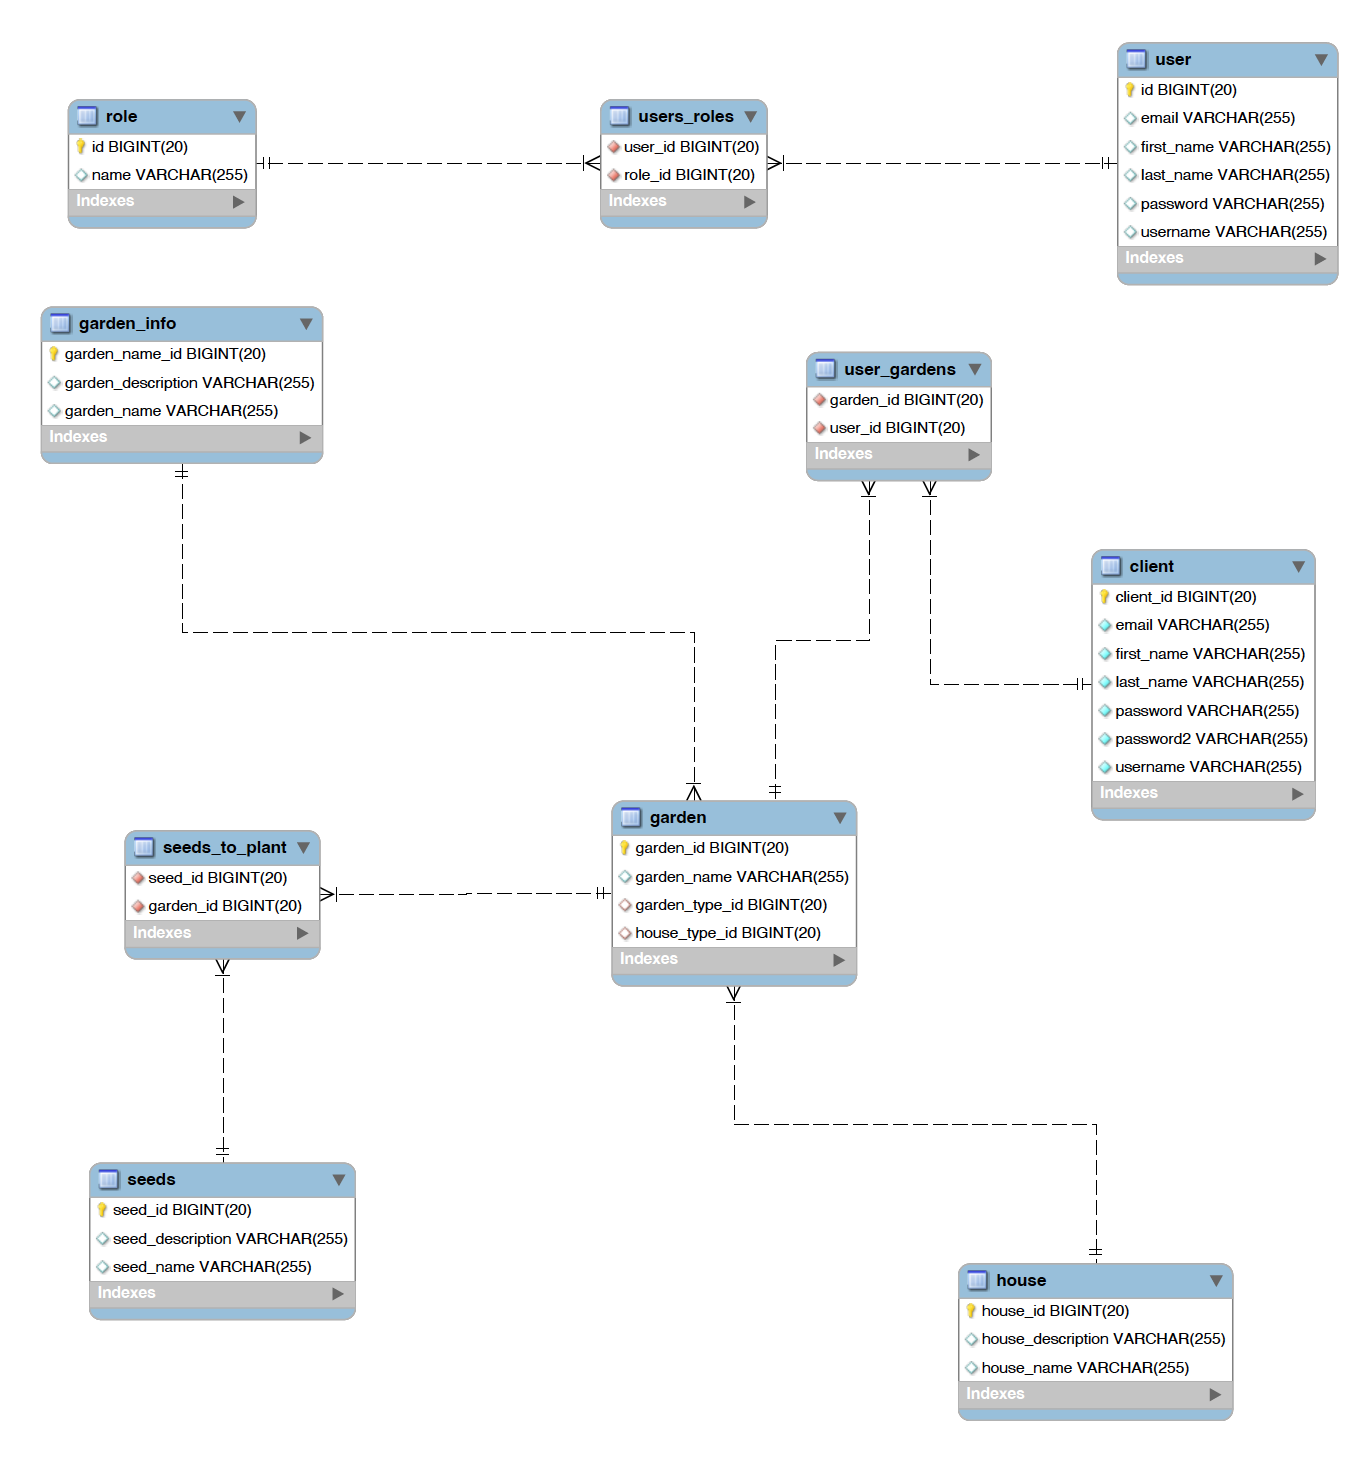 user
id BIGINT(20)
email VARCHAR(255)
first_name VARCHAR(255)
last_name VARCHAR(255)
password VARCHAR(255)
username VARCHAR(255)
Indexes
role
id BIGINT(20)
name VARCHAR(255)
Indexes
users_roles
user_id BIGINT(20)
role_id BIGINT(20)
Indexes
garden_info
garden_name_id BIGINT(20)
garden_description VARCHAR(255)
garden_name VARCHAR(255)
Indexes
user_gardens
garden_id BIGINT(20)
user_id BIGINT(20)
Indexes
client
client_id BIGINT(20)
email VARCHAR(255)
first_name VARCHAR(255)
last_name VARCHAR(255)
password VARCHAR(255)
password2 VARCHAR(255)
username VARCHAR(255)
Indexes
garden
garden_id BIGINT(20)
garden_name VARCHAR(255)
garden_type_id BIGINT(20)
house_type_id BIGINT(20)
Indexes
seeds_to_plant
seed_id BIGINT(20)
garden_id BIGINT(20)
Indexes
seeds
seed_id BIGINT(20)
seed_description VARCHAR(255)
seed_name VARCHAR(255)
Indexes
house
house_id BIGINT(20)
house_description VARCHAR(255)
house_name VARCHAR(255)
Indexes